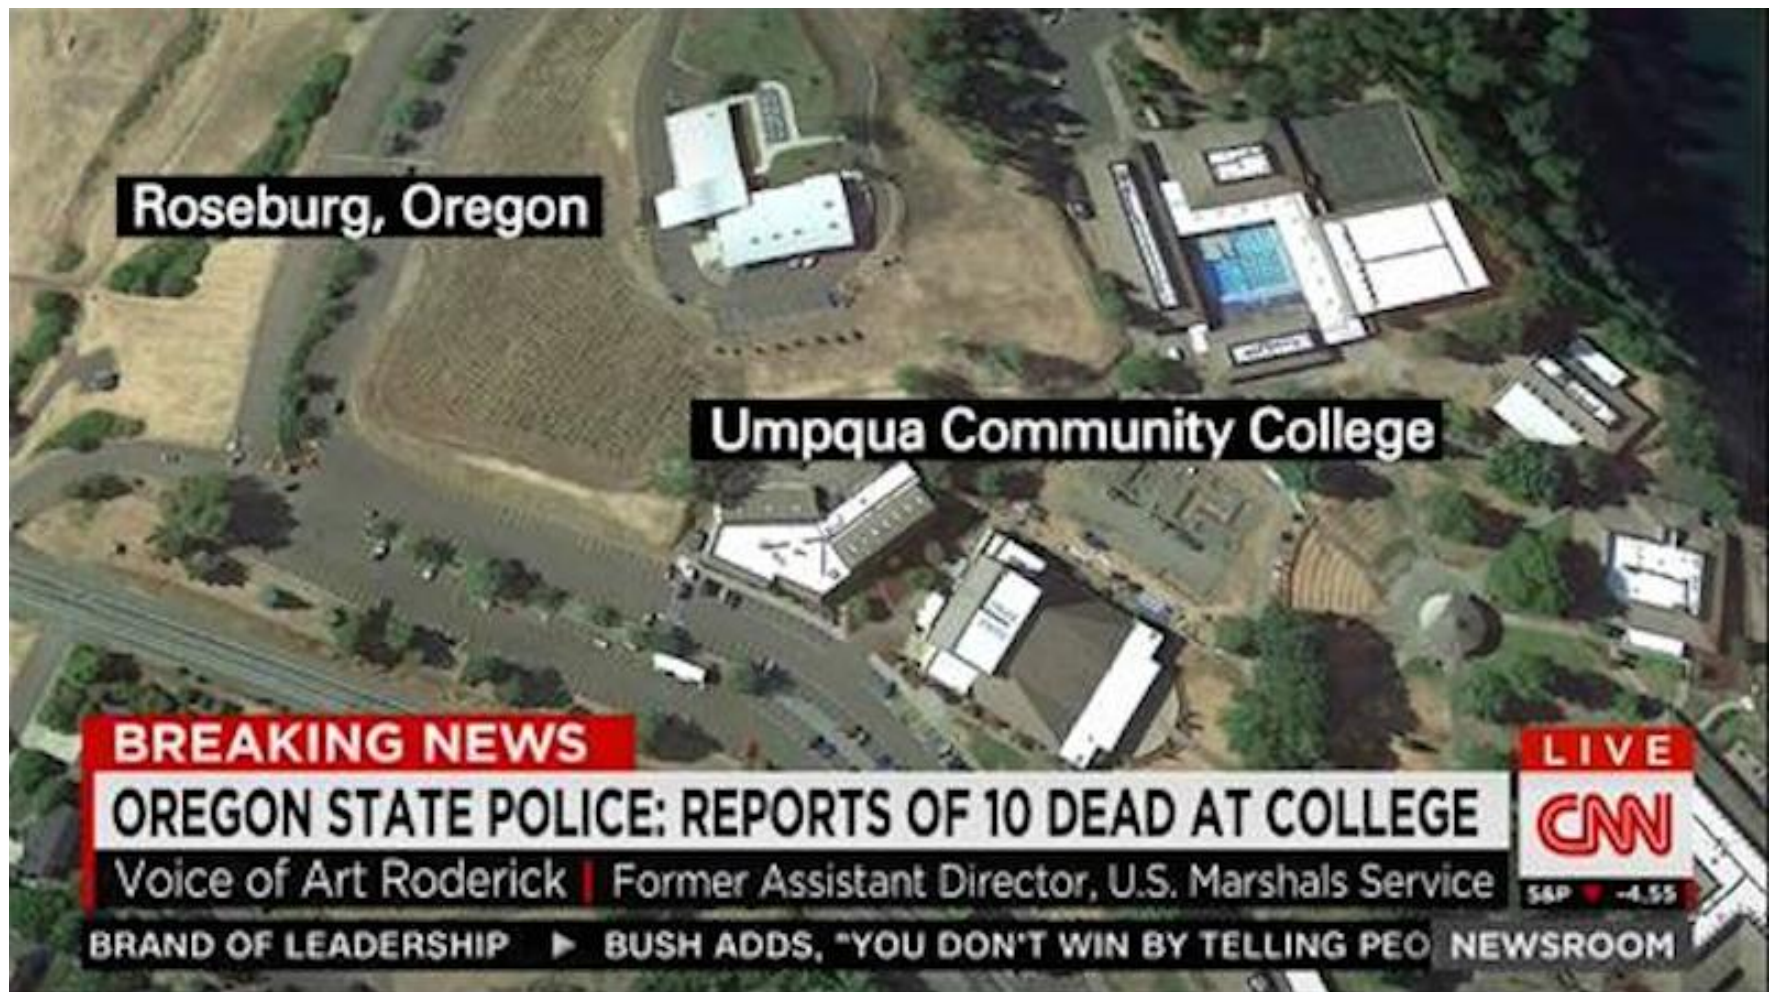 Roseburg, Oregon
Umpqua Community College
BREAKING NEWS
LIVE
OREGON STATE POLICE: REPORTS OF 10 DEAD AT COLLEGE
CNN
Voice of Art Roderick | Former Assistant Director, U.S. Marshals Service
S&P ▼ -4.55
BRAND OF LEADERSHIP ▶ BUSH ADDS, "YOU DON'T WIN BY TELLING PEO
NEWSROOM